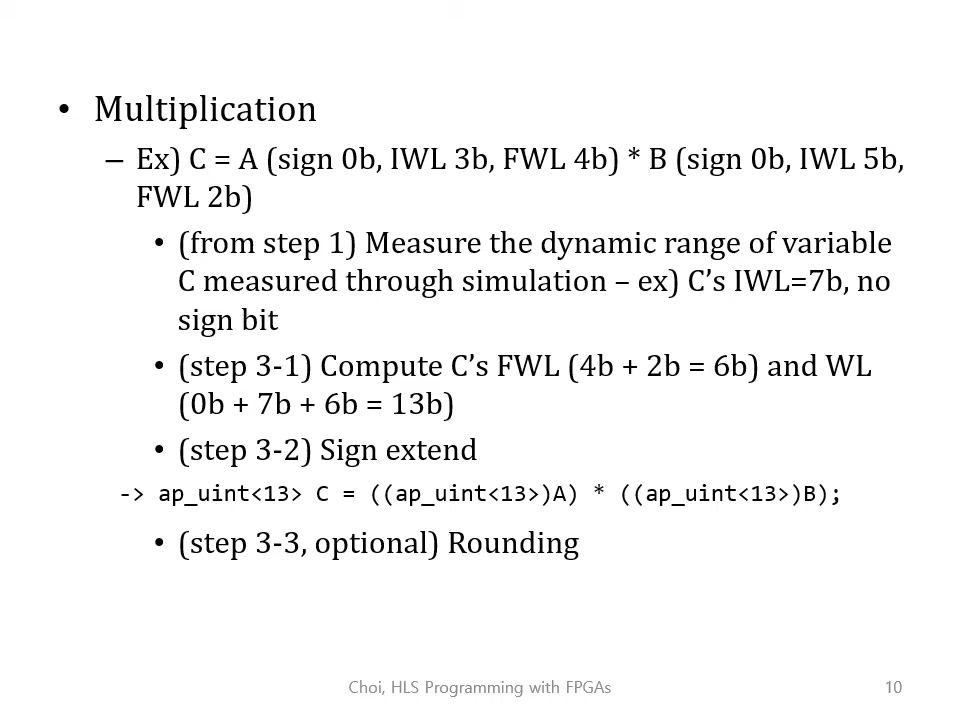 • Multiplication
– Ex) C = A (sign 0b, IWL 3b, FWL 4b) * B (sign 0b, IWL 5b,
FWL 2b)
• (from step 1) Measure the dynamic range of variable
C measured through simulation – ex) C’s IWL=7b, no
sign bit
• (step 3-1) Compute C’s FWL (4b + 2b = 6b) and WL
(0b + 7b + 6b = 13b)
• (step 3-2) Sign extend
-> ap_uint<13> C = ((ap_uint<13>)A) * ((ap_uint<13>)B);
• (step 3-3, optional) Rounding
Choi, HLS Programming with FPGAs
10